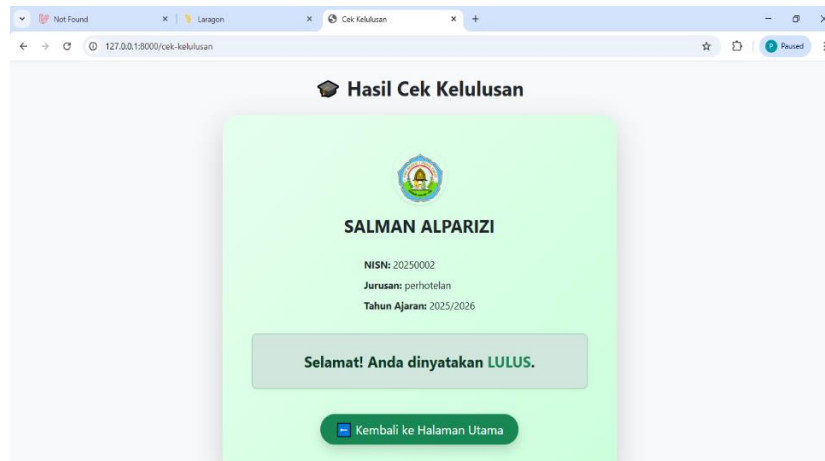 Not Found
Laragon
Cek Kelulusan
127.0.0.1:8000/cek-kelulusan
P Paused
Hasil Cek Kelulusan
SALMAN ALPARIZI
NISN: 20250002
Jurusan: perhotelan
Tahun Ajaran: 2025/2026
Selamat! Anda dinyatakan LULUS.
Kembali ke Halaman Utama